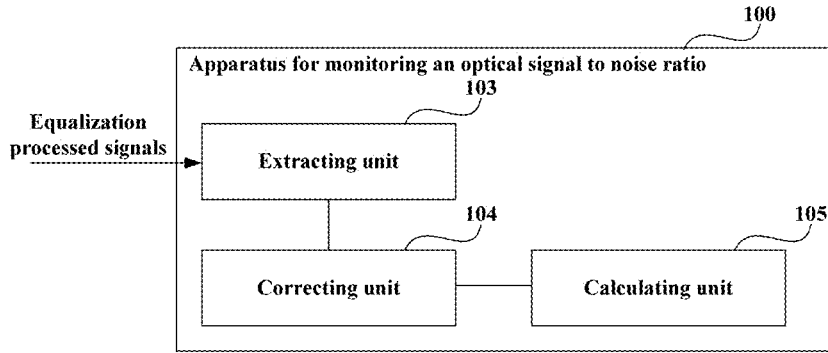 100
Apparatus for monitoring an optical signal to noise ratio
103
Equalization
processed signals
Extracting unit
104
105
Correcting unit
Calculating unit